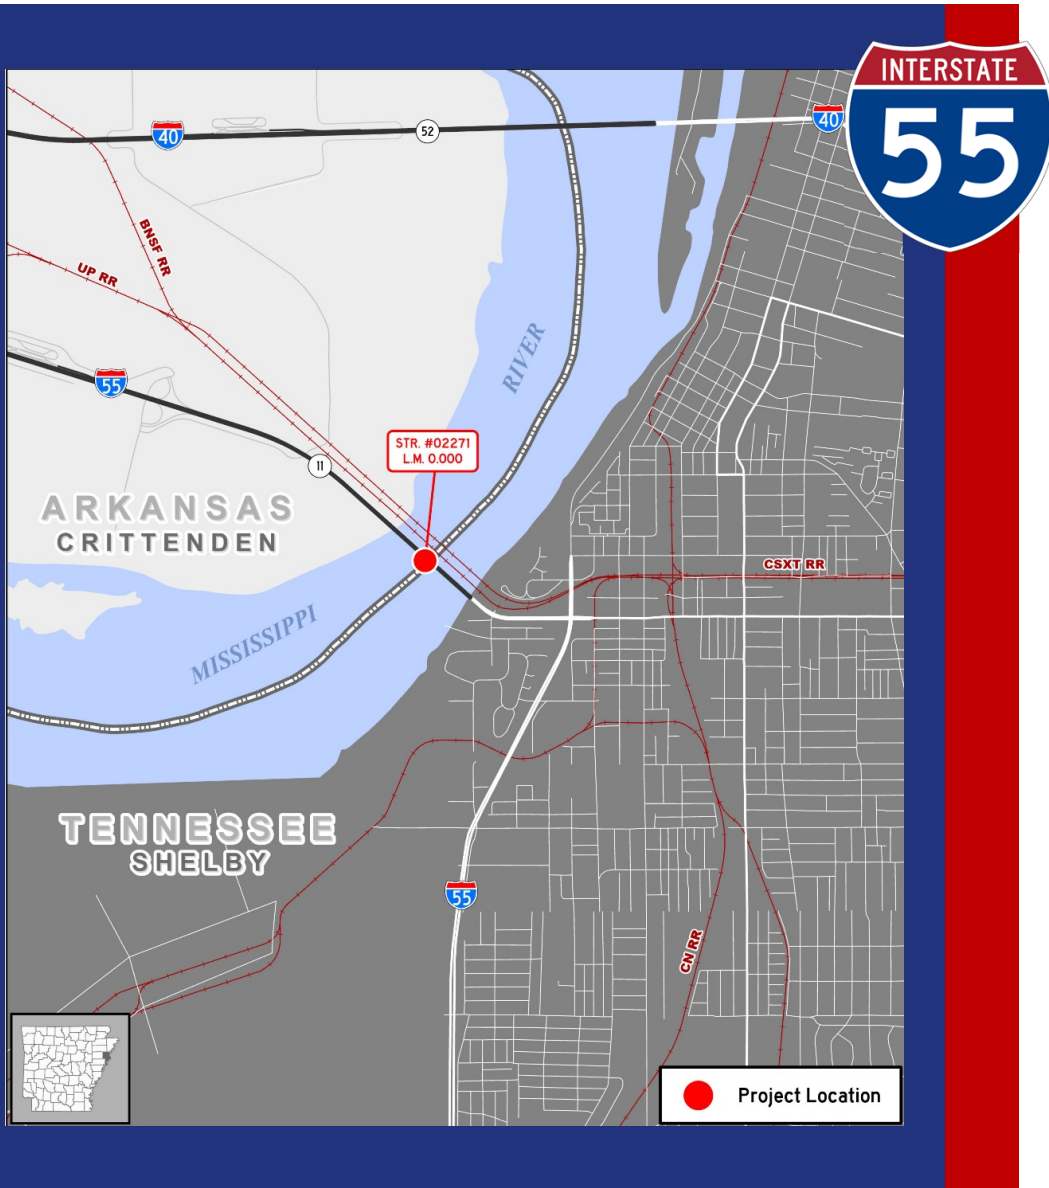 INTERSTATE
55
40
52
40
BNSF RR
UP RR
RIVER
55
STR. #02271
L.M. 0.000
11
ARKANSAS
CRITTENDEN
CSXT RR
MISSISSIPPI
TENNESSEE
SHELBY
55
CN RR
Project Location